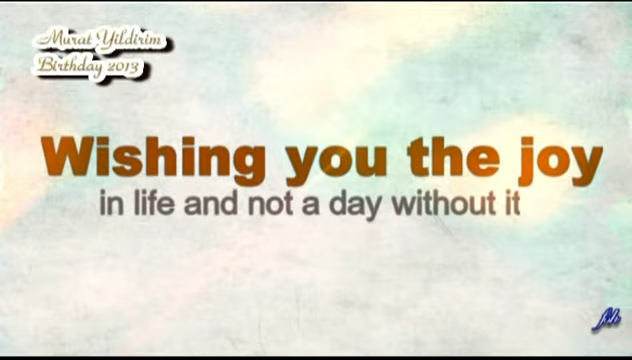 Murat Yildirim
Birthday 2013
Wishing you the joy
in life and not a day without it